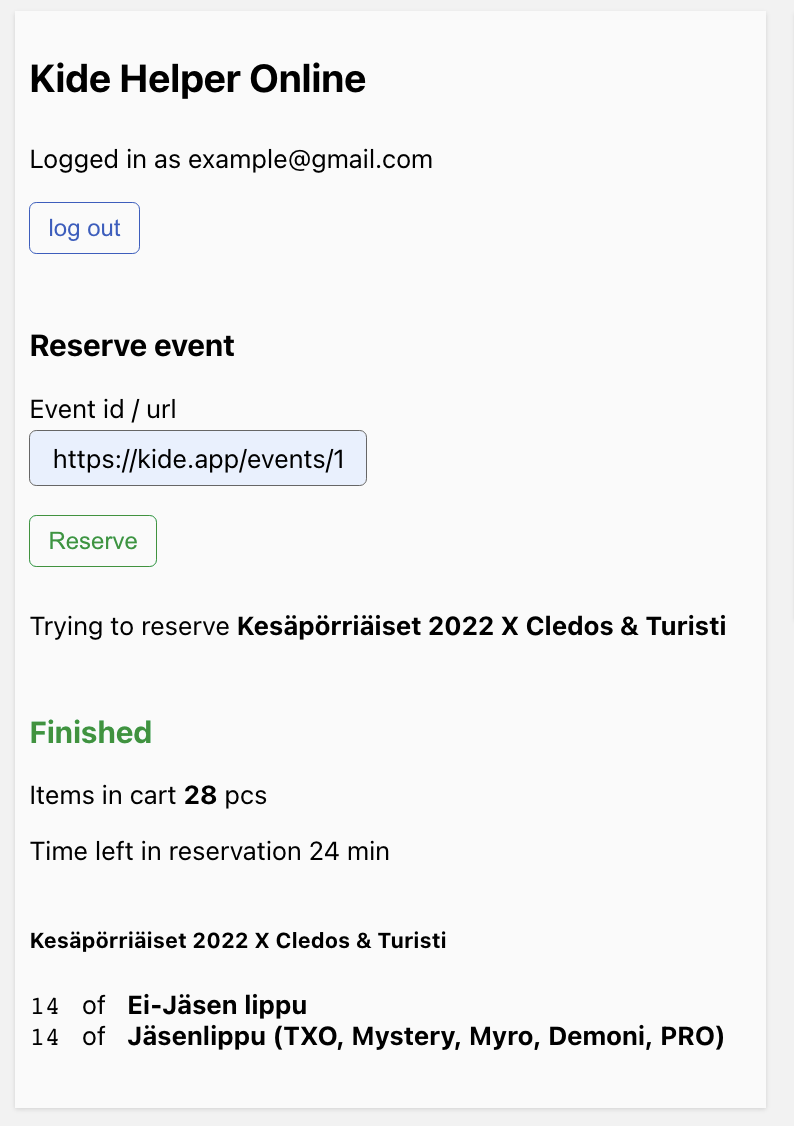 Kide Helper Online
Logged in as example@gmail.com
log out
Reserve event
Event id / url
https://kide.app/events/1
Reserve
Trying to reserve Kesäpörriäiset 2022 X Cledos & Turisti
Finished
Items in cart 28 pcs
Time left in reservation 24 min
Kesäpörriäiset 2022 X Cledos & Turisti
14 of Ei-Jäsen lippu
14 of Jäsenlippu (TXO, Mystery, Myro, Demoni, PRO)